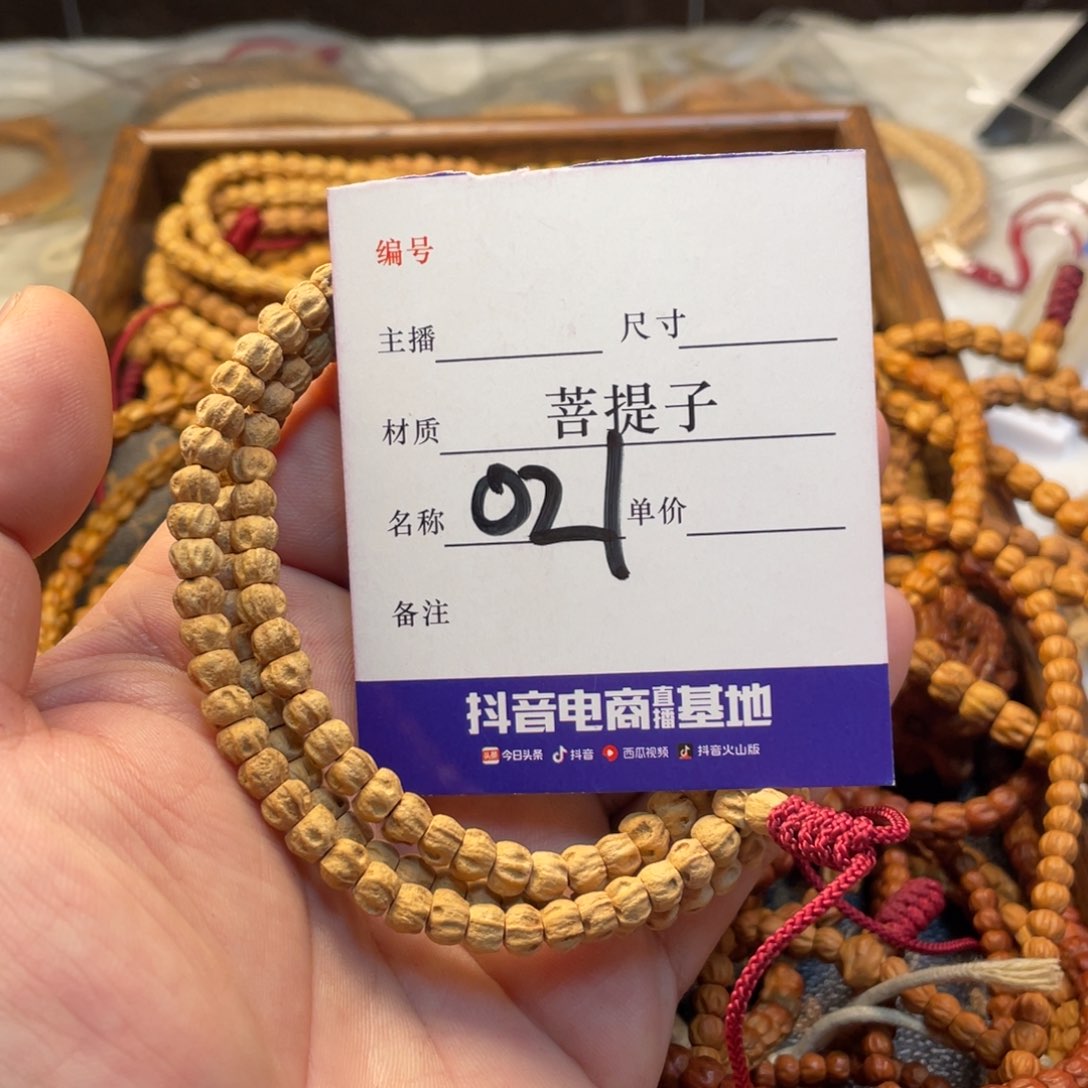 编号
主播 尺寸
材质 菩提子
名称 021 单价
备注
抖音电商直播基地
今日头条 抖音 西瓜视频 抖音火山版